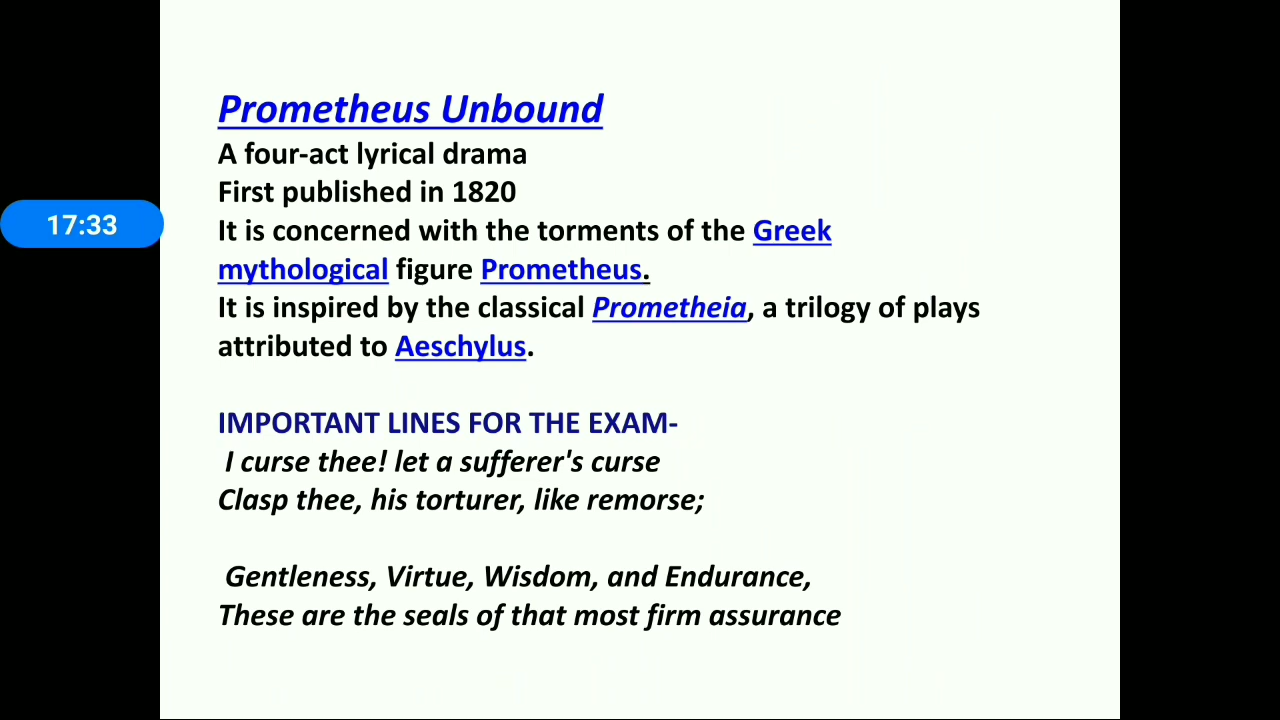 Prometheus Unbound
A four-act lyrical drama
First published in 1820
It is concerned with the torments of the Greek
17:33
mythological figure Prometheus.
It is inspired by the classical Prometheia, a trilogy of plays
attributed to Aeschylus.
IMPORTANT LINES FOR THE EXAM-
I curse thee! let a sufferer's curse
Clasp thee, his torturer, like remorse;
Gentleness, Virtue, Wisdom, and Endurance,
These are the seals of that most firm assurance